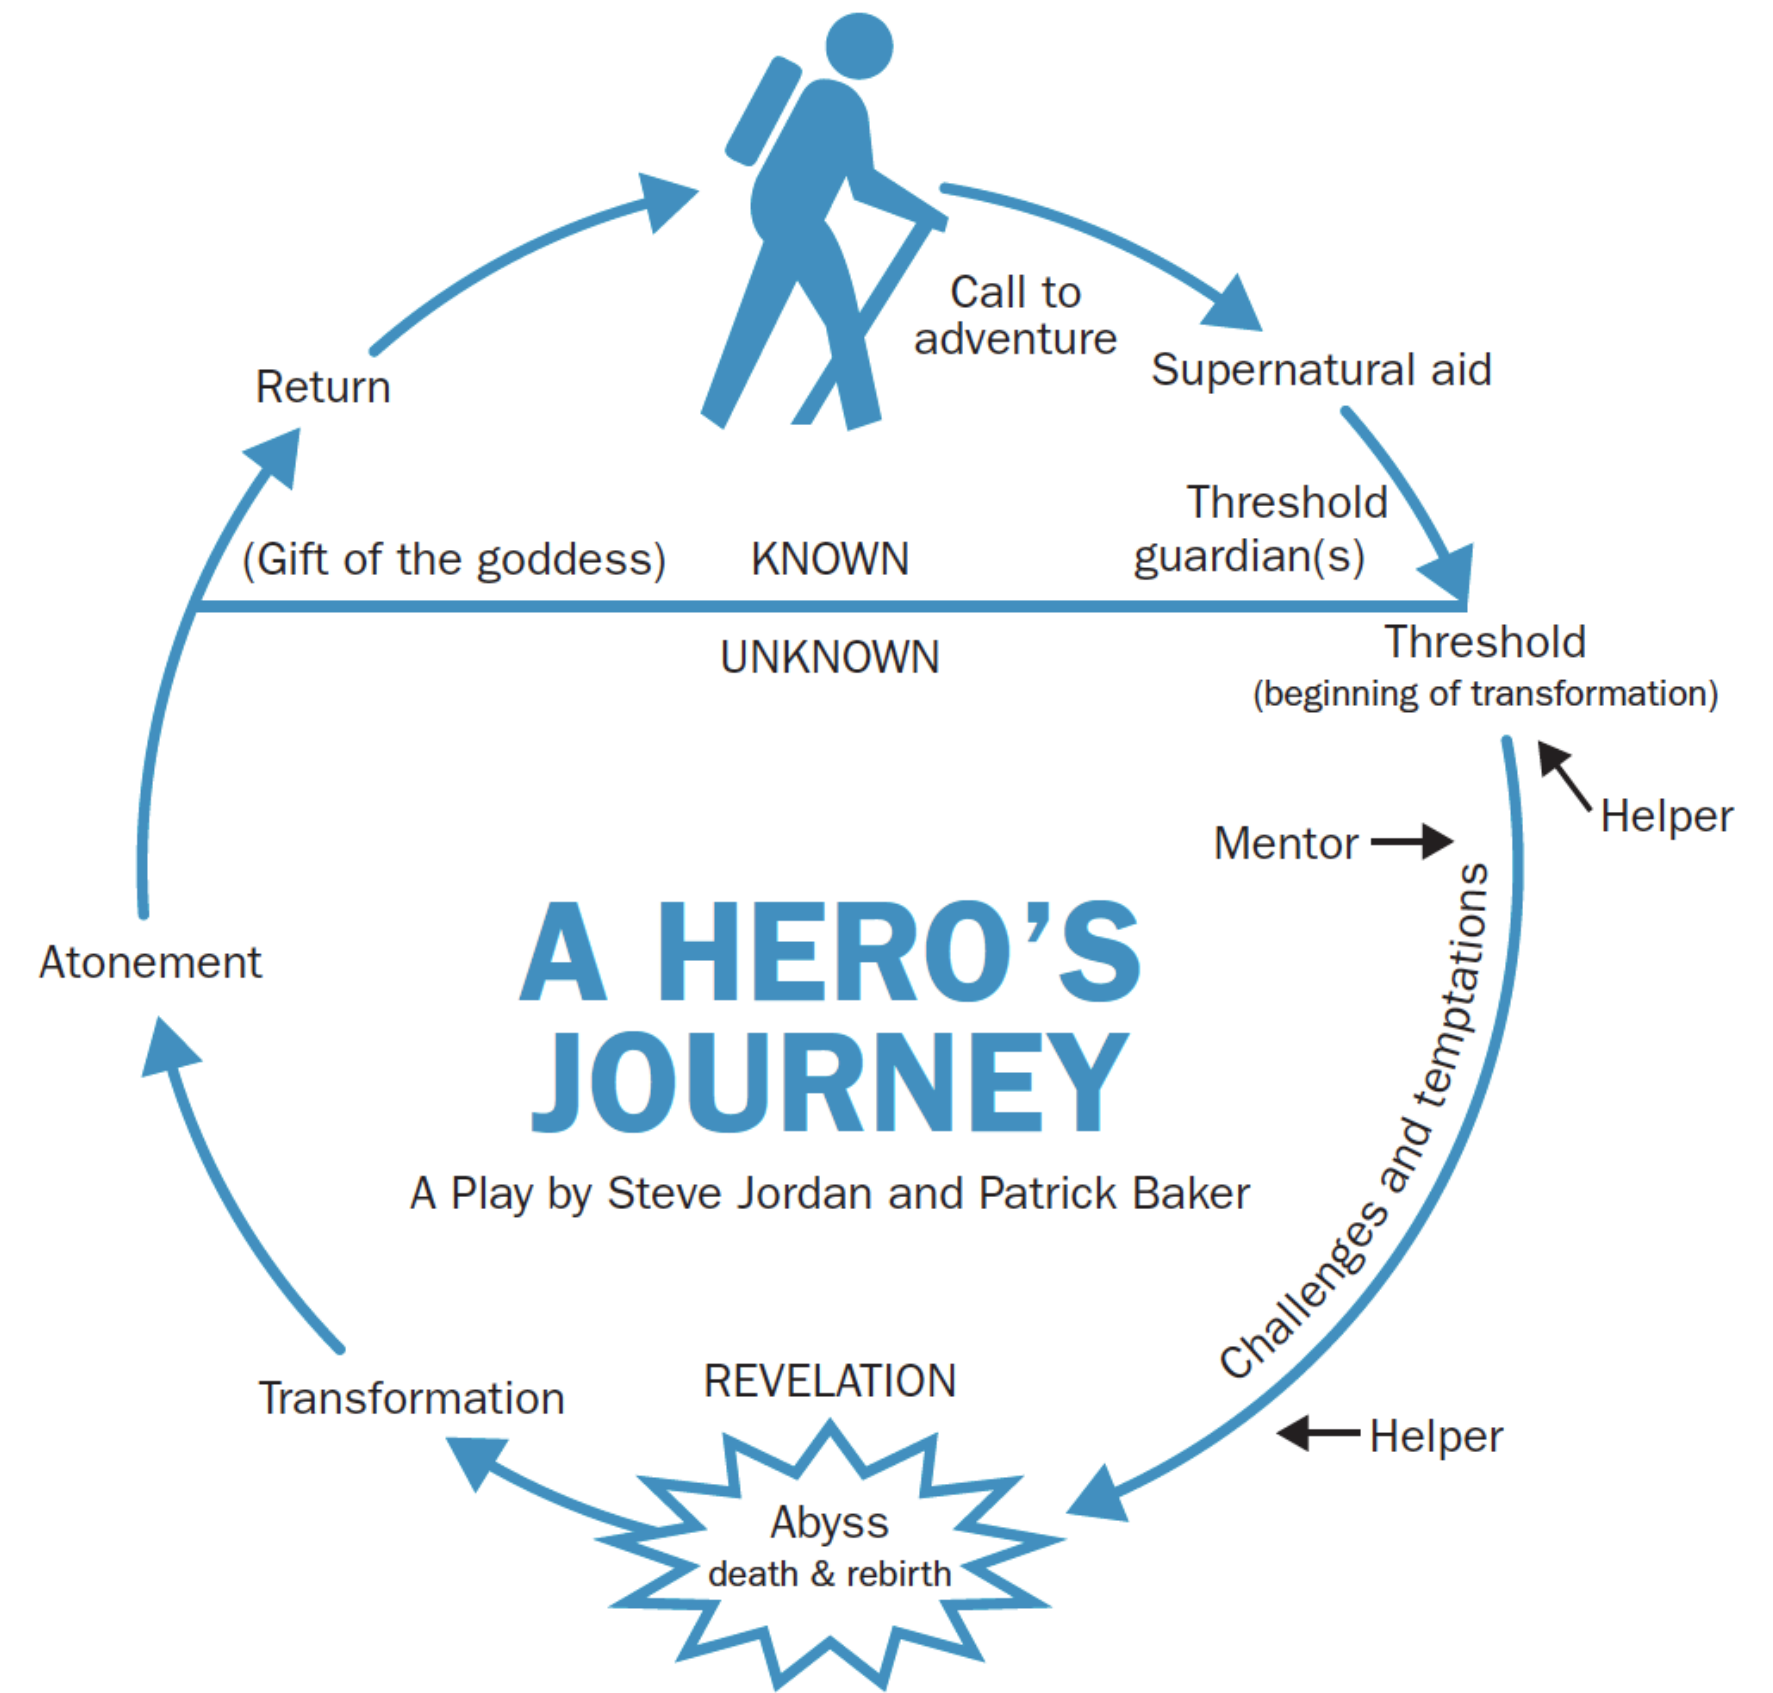 Call to
adventure
Supernatural aid
Return
Threshold
guardian(s)
(Gift of the goddess)
KNOWN
UNKNOWN
Threshold
(beginning of transformation)
Helper
Mentor
Challenges and temptations
A HERO’S
JOURNEY
A Play by Steve Jordan and Patrick Baker
Atonement
Transformation
REVELATION
Helper
Abyss
death & rebirth